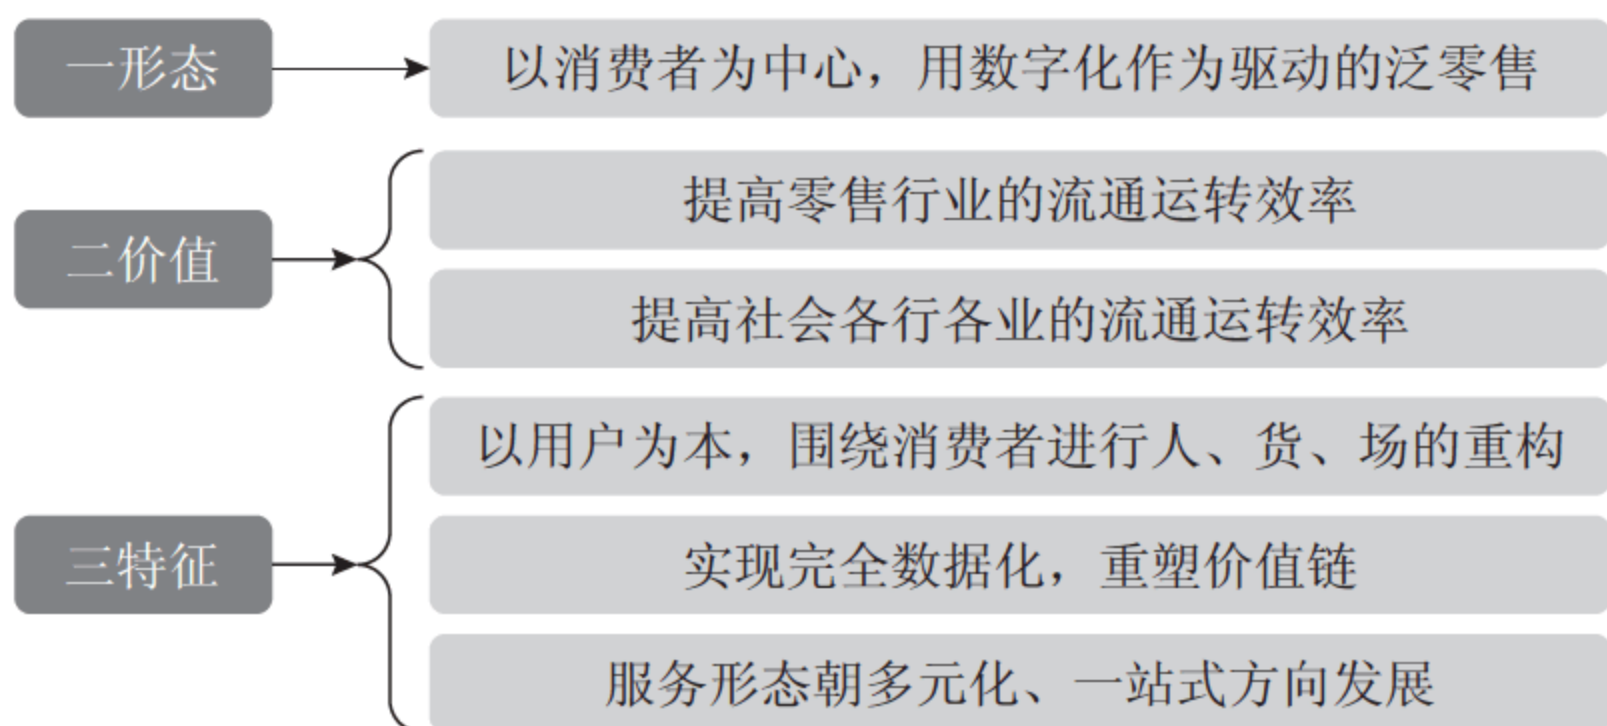 一形态
以消费者为中心，用数字化作为驱动的泛零售
二价值
提高零售行业的流通运转效率
提高社会各行各业的流通运转效率
三特征
以用户为本，围绕消费者进行人、货、场的重构
实现完全数据化，重塑价值链
服务形态朝多元化、一站式方向发展